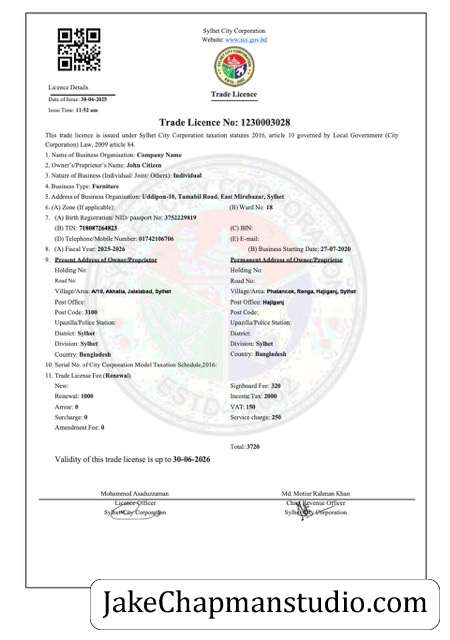 Sylhet City Corporation
Website: www.scc.gov.bd
Licence Details
Date of Issue: 30-06-2025
Trade Licence
Issue Time: 11:52 am
Trade Licence No: 1230003028
This trade licence is issued under Sylhet City Corporation taxation statutes 2016, article 10 governed by Local Government (City
Corporation) Law, 2009 article 84.
1. Name of Business Organisation: Company Name
2. Owner's/Proprietor's Name: John Citizen
3. Nature of Business (Individual/ Joint/ Others): Individual
4. Business Type: Furniture
5. Address of Business Organisation: Uddipon-30, Tamabil Road, East Mirabazar, Sylhet
6. (A) Zone (If applicable): (B) Ward No: 18
7. (A) Birth Registration/ NID/ passport No: 3752229819
(B) TIN: 718087264823 (C) BIN:
(D) Telephone/Mobile Number: 01742106706 (E) E-mail:
8. (A) Fiscal Year: 2025-2026 (B) Business Starting Date: 27-07-2020
9. Present Address of Owner/Proprietor Permanent Address of Owner/Proprietor
Holding No: Holding No:
Road No: Road No:
Village/Area: A/18, Akhalia, Jalalabad, Sylhet Village/Area: Phatancok, Renga, Hajiganj, Sylhet
Post Office: Post Office: Hajiganj
Post Code: 3100 Post Code:
Upazilla/Police Station: Upazilla/Police Station:
District: Sylhet District:
Division: Sylhet Division: Sylhet
Country: Bangladesh Country: Bangladesh
10. Serial No. of City Corporation Model Taxation Schedule,2016:
11. Trade License Fee (Renewal):
New: Signboard Fee: 320
Renewal: 1000 Income Tax: 2000
Arrear: 0 VAT: 150
Surcharge: 0 Service charge: 250
Amendment Fee: 0
Total: 3720
Validity of this trade license is up to 30-06-2026
Mohammed Asaduzzaman Md. Motiur Rahman Khan
Licence Officer Chief Revenue Officer
Sylhet City Corporation Sylhet City Corporation
JakeChapmanstudio.com